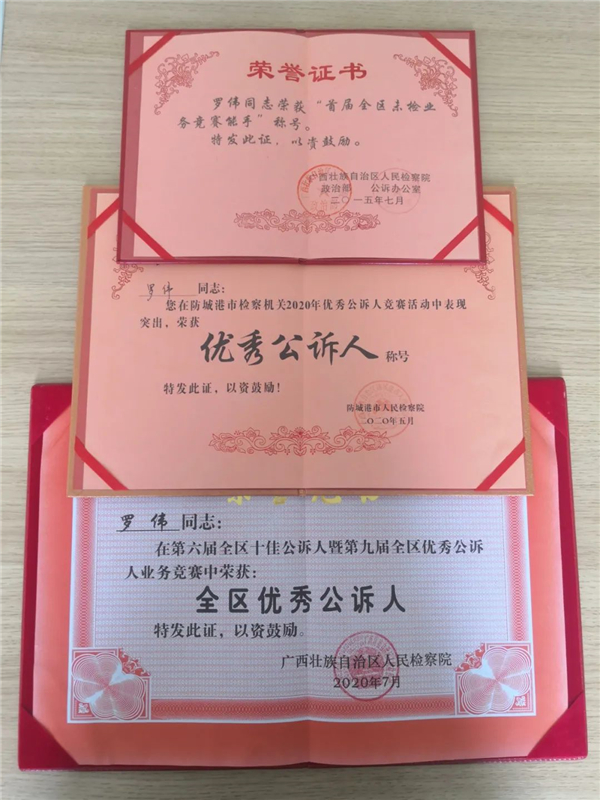 荣誉证书
罗伟同志荣获“首届全区未检业
务竞赛能手”称号。
特发此证，以资鼓励。
广西壮族自治区人民检察院
政治部 公诉办公室
二〇一五年七月
罗伟 同志：
您在防城港市检察机关2020年优秀公诉人竞赛活动中表现
突出，荣获
优秀公诉人 称号
特发此证，以资鼓励！
防城港市人民检察院
二〇二〇年五月
罗伟 同志：
在第六届全区十佳公诉人暨第九届全区优秀公诉
人业务竞赛中荣获：
全区优秀公诉人
特发此证，以资鼓励。
广西壮族自治区人民检察院
2020年7月